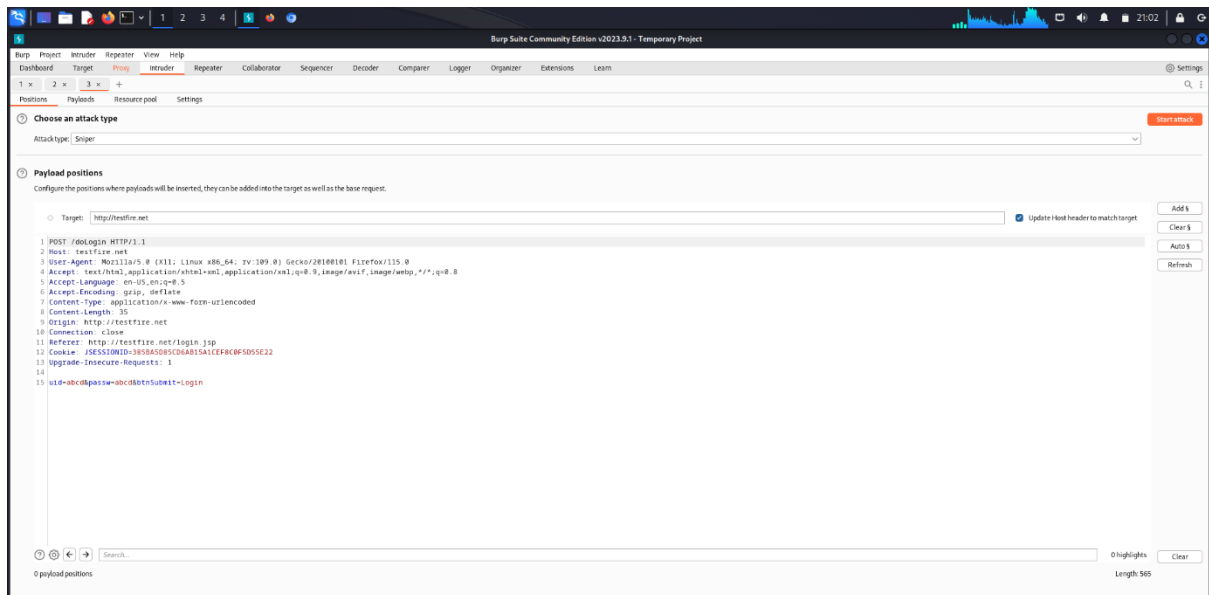 1 2 3 4 21:02
Burp Suite Community Edition v2023.9.1 - Temporary Project
Burp Project Intruder Repeater View Help
Dashboard Target Proxy Intruder Repeater Collaborator Sequencer Decoder Comparer Logger Organizer Extensions Learn Settings
1 × 2 × 3 × +
Positions Payloads Resource pool Settings
? Choose an attack type Start attack
Attack type: Sniper
? Payload positions
Configure the positions where payloads will be inserted, they can be added into the target as well as the base request.
Target: http://testfire.net Update Host header to match target Add §
Clear §
Auto §
Refresh
1 POST /doLogin HTTP/1.1
2 Host: testfire.net
3 User-Agent: Mozilla/5.0 (X11; Linux x86_64; rv:109.0) Gecko/20100101 Firefox/115.0
4 Accept: text/html,application/xhtml+xml,application/xml;q=0.9,image/avif,image/webp,*/*;q=0.8
5 Accept-Language: en-US,en;q=0.5
6 Accept-Encoding: gzip, deflate
7 Content-Type: application/x-www-form-urlencoded
8 Content-Length: 35
9 Origin: http://testfire.net
10 Connection: close
11 Referer: http://testfire.net/login.jsp
12 Cookie: JSESSIONID=
13 Upgrade-Insecure-Requests: 1
14
15 uid=abcd&passw=abcd&btnSubmit=Login
? Search... 0 highlights Clear
0 payload positions Length: 565